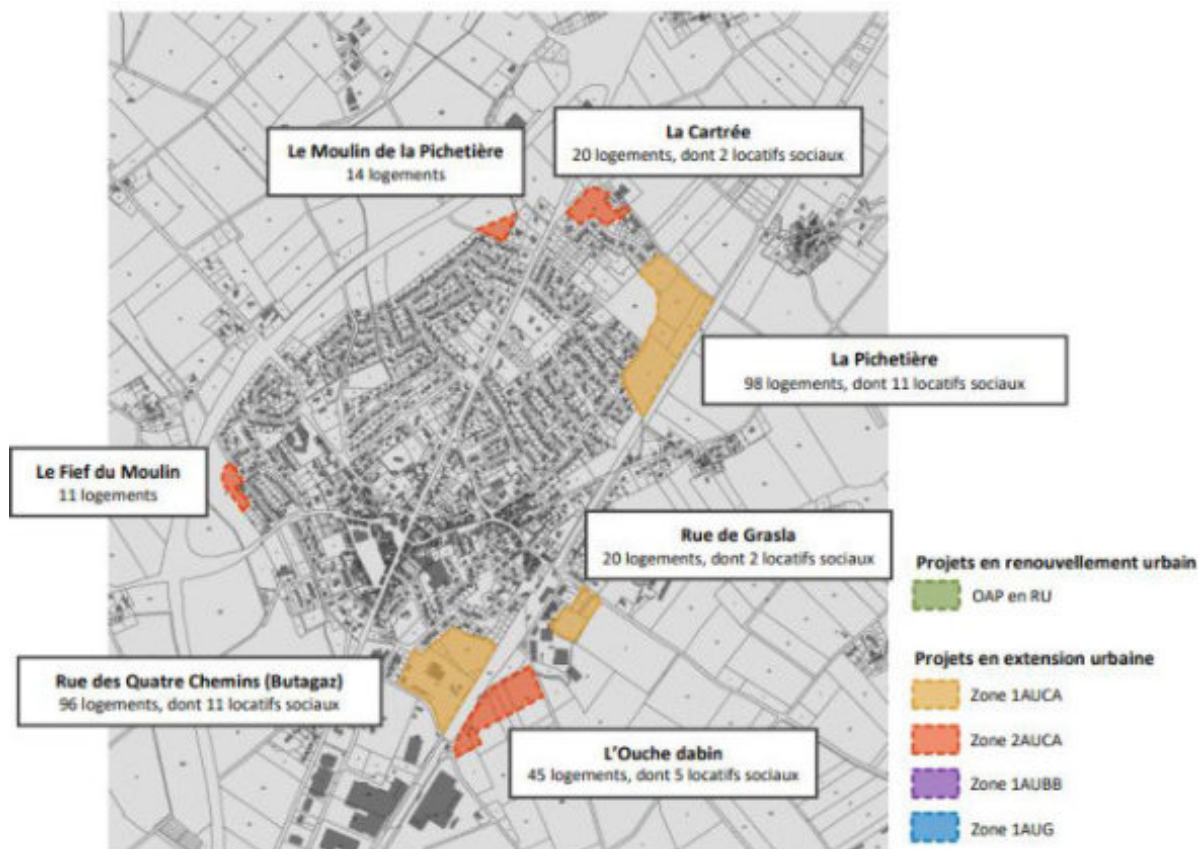 La Cartrée
20 logements, dont 2 locatifs sociaux
Le Moulin de la Pichetière
14 logements
La Pichetière
98 logements, dont 11 locatifs sociaux
Le Fief du Moulin
11 logements
Rue de Grasla
20 logements, dont 2 locatifs sociaux
Rue des Quatre Chemins (Butagaz)
96 logements, dont 11 locatifs sociaux
L'Ouche dabin
45 logements, dont 5 locatifs sociaux
Projets en renouvellement urbain
OAP en RU
Projets en extension urbaine
Zone 1AUCA
Zone 2AUCA
Zone 1AUBB
Zone 1AUG